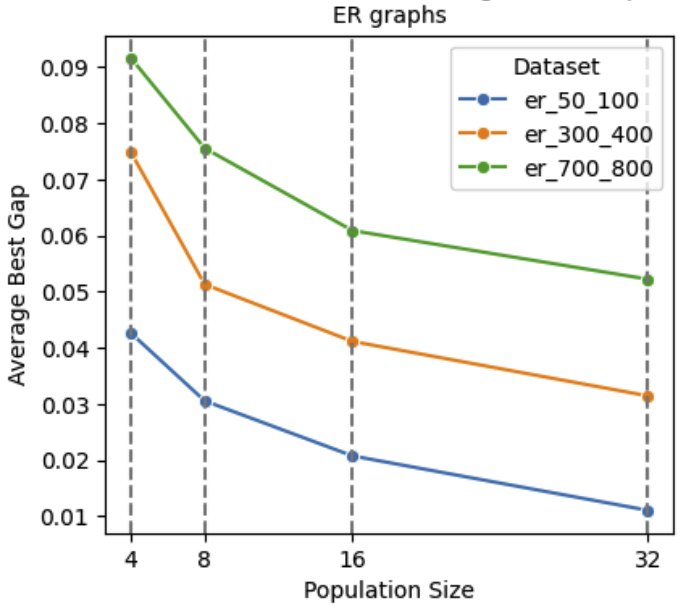 ER graphs
Dataset
er_50_100
er_300_400
er_700_800
Average Best Gap
0.09
0.08
0.07
0.06
0.05
0.04
0.03
0.02
0.01
4 8 16 32
Population Size